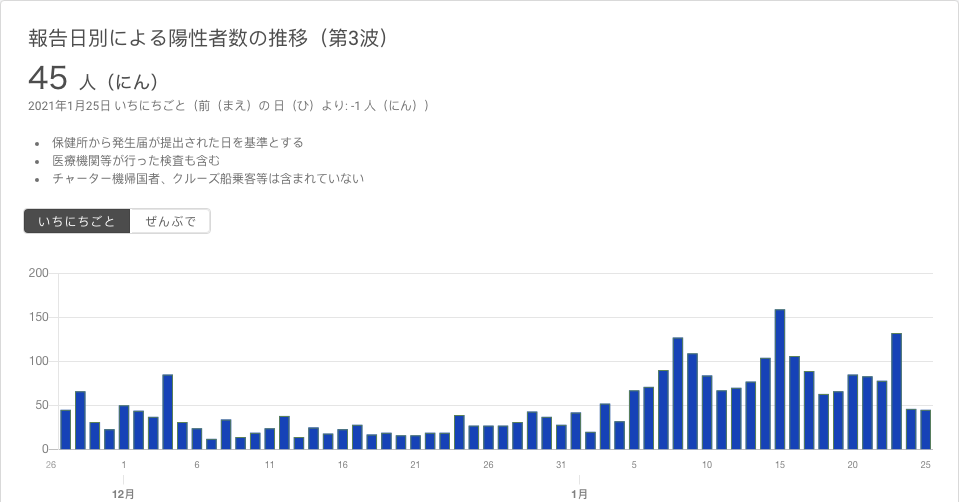 報告日別による陽性者数の推移（第3波）
45 人（にん）
2021年1月25日 いちにちごと（前（まえ）の 日（ひ）より: -1 人（にん））
• 保健所から発生届が提出された日を基準とする
• 医療機関等が行った検査も含む
• チャーター機帰国者、クルーズ船乗客等は含まれていない
いちにちごと ぜんぶで
200
150
100
50
0
26 1 6 11 16 21 26 31 5 10 15 20 25
12月 1月